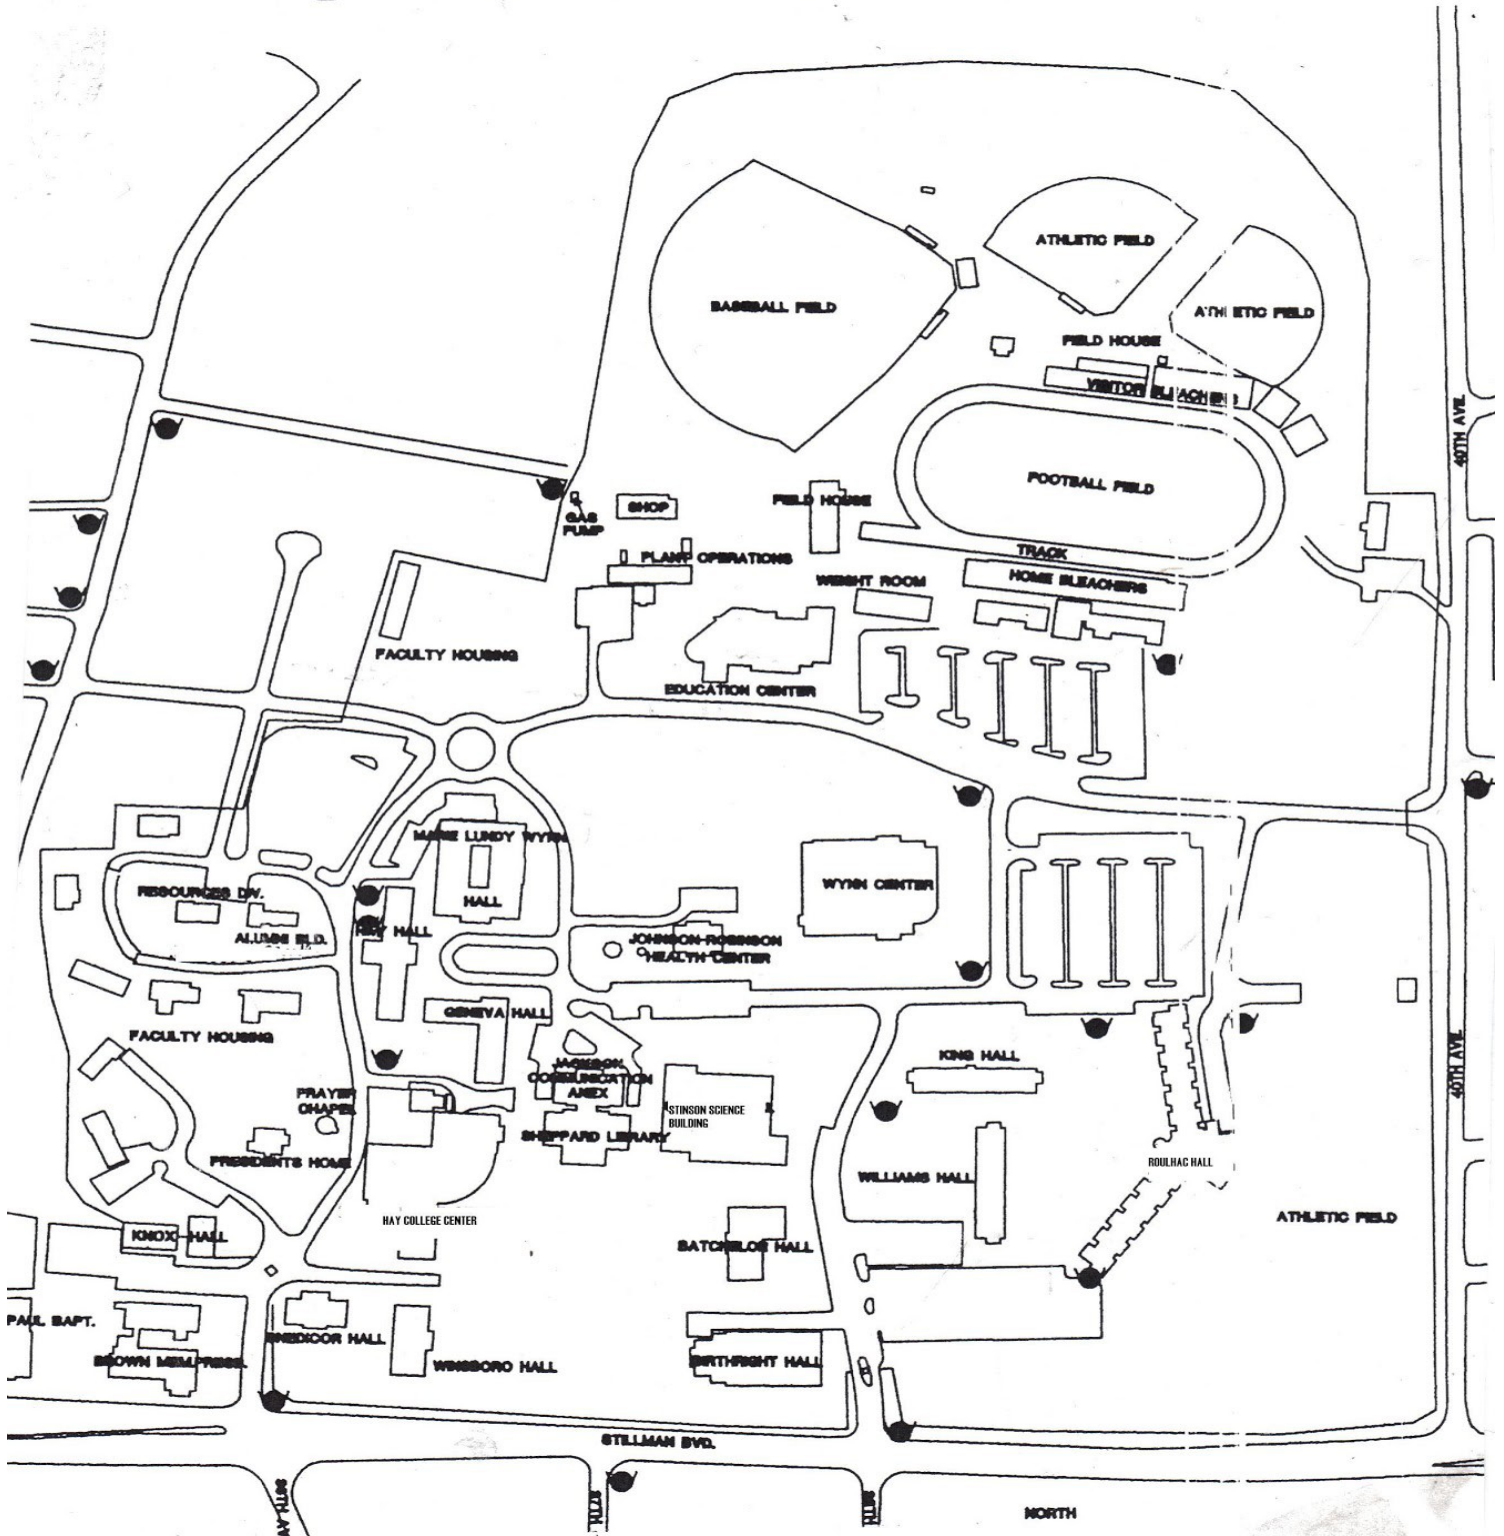 ATHLETIC FIELD
BASEBALL FIELD
ATHLETIC FIELD
FIELD HOUSE
VISITOR BLEACHERS
40TH AVE.
FOOTBALL FIELD
FIELD HOUSE
SHOP
GAS
PUMP
TRACK
PLANT OPERATIONS
HOME BLEACHERS
WEIGHT ROOM
FACULTY HOUSING
EDUCATION CENTER
MARIE LUNDY WYNN
HALL
WYNN CENTER
RESOURCES DIV.
ALUMNI BLD.
HAY HALL
JOHNSON ROBINSON
HEALTH CENTER
GENEVA HALL
FACULTY HOUSING
KING HALL
JACKSON
COMMUNICATION
ANEX
40TH AVE.
PRAYER
CHAPEL
STINSON SCIENCE
BUILDING
SHEPPARD LIBRARY
PRESIDENTS HOME
ROULHAC HALL
WILLIAMS HALL
HAY COLLEGE CENTER
ATHLETIC FIELD
KNOX HALL
BATCHELOR HALL
PAUL BAPT.
HALL
BROWN MEM.PRESB.
WINSBORO HALL
BIRTHRIGHT HALL
STILLMAN BVD.
NORTH